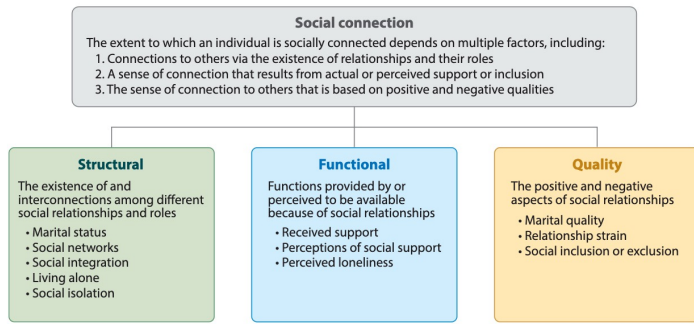 Social connection
The extent to which an individual is socially connected depends on multiple factors, including:
1. Connections to others via the existence of relationships and their roles
2. A sense of connection that results from actual or perceived support or inclusion
3. The sense of connection to others that is based on positive and negative qualities
Structural
The existence of and
interconnections among different
social relationships and roles
• Marital status
• Social networks
• Social integration
• Living alone
• Social isolation
Functional
Functions provided by or
perceived to be available
because of social relationships
• Received support
• Perceptions of social support
• Perceived loneliness
Quality
The positive and negative
aspects of social relationships
• Marital quality
• Relationship strain
• Social inclusion or exclusion